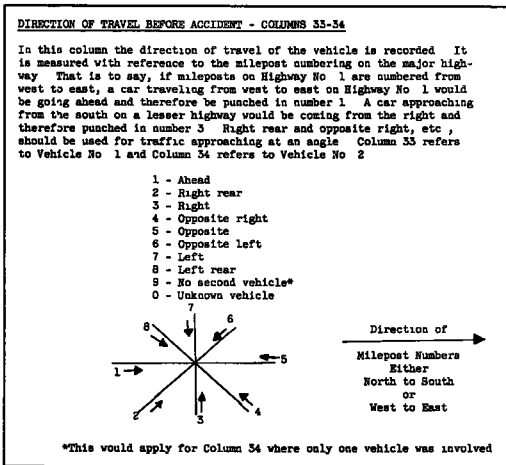 DIRECTION OF TRAVEL BEFORE ACCIDENT - COLUMNS 33-34
In this column the direction of travel of the vehicle is recorded It
is measured with reference to the milepost numbering on the major high-
way That is to say, if mileposts on Highway No 1 are numbered from
west to east, a car traveling from west to east on Highway No 1 would
be going ahead and therefore be punched in number 1 A car approaching
from the south on a lesser highway would be coming from the right and
therefore punched in number 3 Right rear and opposite right, etc ,
should be used for traffic approaching at an angle Column 33 refers
to Vehicle No 1 and Column 34 refers to Vehicle No 2
1 - Ahead
2 - Right rear
3 - Right
4 - Opposite right
5 - Opposite
6 - Opposite left
7 - Left
8 - Left rear
9 - No second vehicle*
0 - Unknown vehicle
7
8
6
5
1
2
3
4
Direction of
Milepost Numbers
Either
North to South
or
West to East
*This would apply for Column 34 where only one vehicle was involved